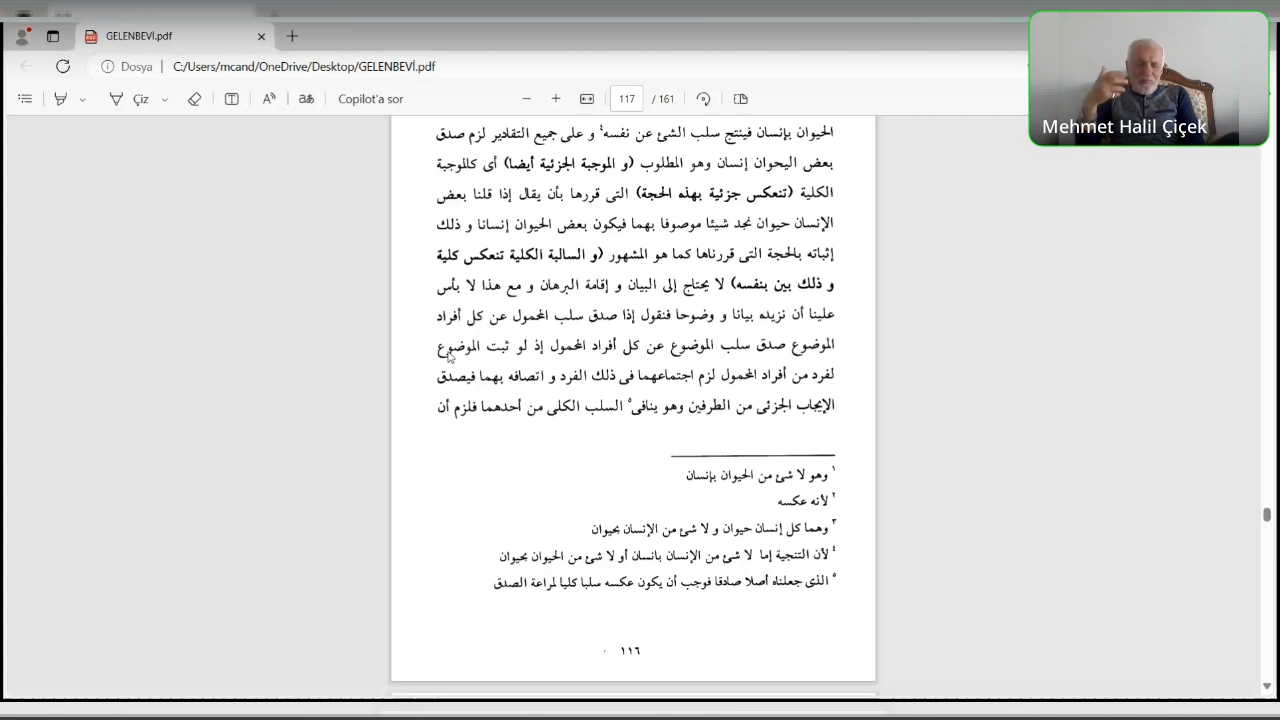 GELENBEVİ.pdf
Dosya
C:/Users/mcand/OneDrive/Desktop/GELENBEVİ.pdf
Çiz
Copilot'a sor
117 / 161
Mehmet Halil Çiçek
الحيوان بإنسان فينتج سلب الشئ عن نفسه٤ و على جميع التقادير لزم صدق
بعض اليحوان إنسان وهو المطلوب (و الموجبة الجزئية أيضا) أى كالموجبة
الكلية (تنعكس جزئية بهذه الحجة) التى قررها بأن يقال إذا قلنا بعض
الإنسان حيوان نجد شيئا موصوفا بهما فيكون بعض الحيوان إنسانا و ذلك
إثباته بالحجة التى قررناها كما هو المشهور (و السالبة الكلية تنعكس كلية
و ذلك بين بنفسه) لا يحتاج إلى البيان و إقامة البرهان و مع هذا لا بأس
علينا أن نزيده بيانا و وضوحا فنقول إذا صدق سلب المحمول عن كل أفراد
الموضوع صدق سلب الموضوع عن كل أفراد المحمول إذ لو ثبت الموضوع
لفرد من أفراد المحمول لزم اجتماعهما فى ذلك الفرد و اتصافه بهما فيصدق
الإيجاب الجزئى من الطرفين وهو ينافى٥ السلب الكلى من أحدهما فلزم أن
١ وهو لا شئ من الحيوان بإنسان
٢ لأنه عكسه
٣ وهما كل إنسان حيوان و لا شئ من الإنسان بحيوان
٤ لأن التنجية إما لا شئ من الإنسان بانسان أو لا شئ من الحيوان بحيوان
٥ الذى جعلناه أصلا صادقا فوجب أن يكون عكسه سلبا كليا لمراعة الصدق
١١٦